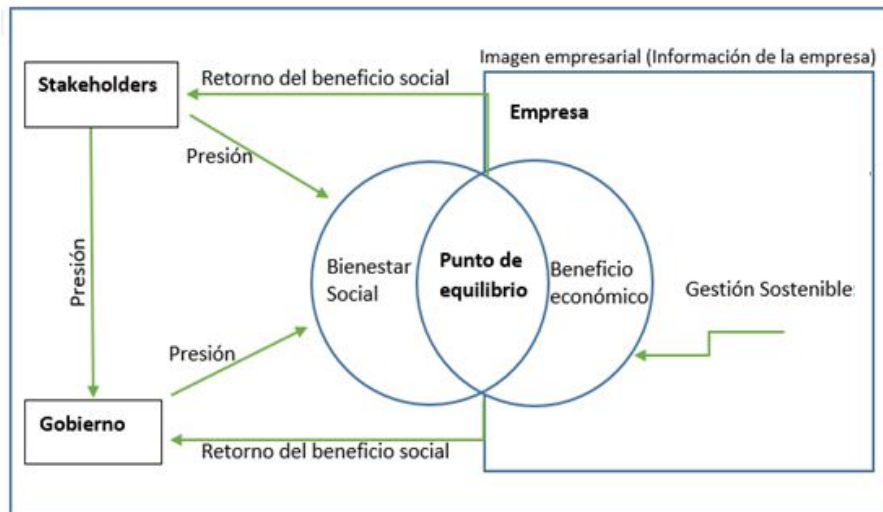 Imagen empresarial (Información de la empresa)
Stakeholders
Retorno del beneficio social
Empresa
Presión
Presión
Bienestar
Social
Punto de
equilibrio
Beneficio
económico
Gestión Sostenible:
Presión
Gobierno
Retorno del beneficio social